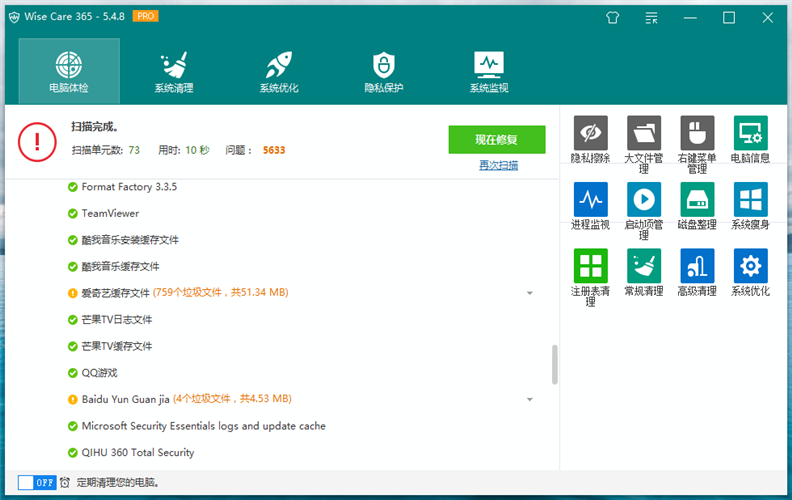 Wise Care 365 - 5.4.8 PRO
电脑体检 系统清理 系统优化 隐私保护 系统监视
!
扫描完成。
扫描单元数: 73 用时: 10 秒 问题： 5633
现在修复
再次扫描
Format Factory 3.3.5
TeamViewer
酷我音乐安装缓存文件
酷我音乐缓存文件
爱奇艺缓存文件 (759个垃圾文件，共51.34 MB)
芒果TV日志文件
芒果TV缓存文件
QQ游戏
Baidu Yun Guan jia (4个垃圾文件，共4.53 MB)
Microsoft Security Essentials logs and update cache
QIHU 360 Total Security
隐私擦除 大文件管理 右键菜单管理 电脑信息
进程监视 启动项管理 磁盘整理 系统瘦身
注册表清理 常规清理 高级清理 系统优化
OFF 定期清理您的电脑。